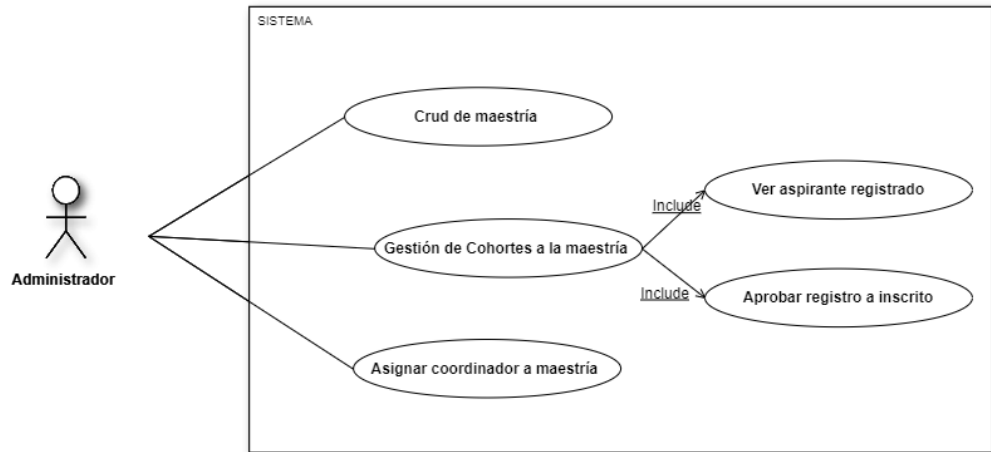 SISTEMA
Crud de maestría
Ver aspirante registrado
Include
Gestión de Cohortes a la maestría
Administrador
Include
Aprobar registro a inscrito
Asignar coordinador a maestría